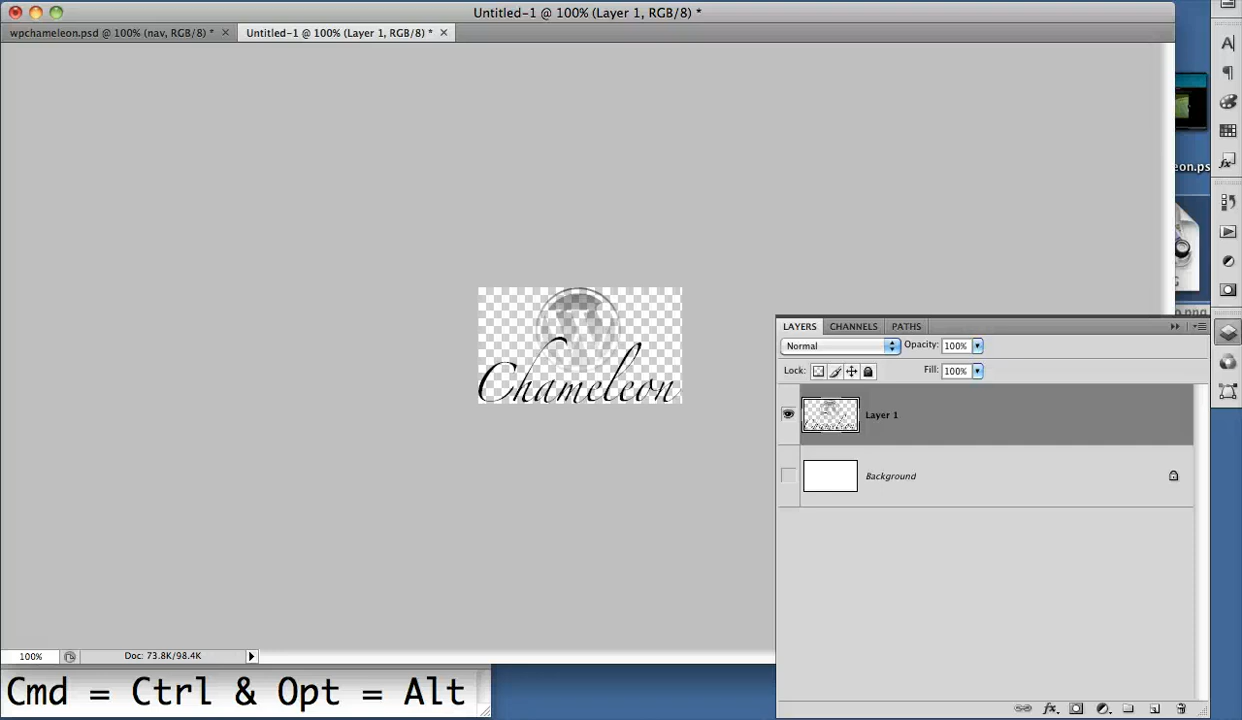 Untitled-1 @ 100% (Layer 1, RGB/8) *
wpchameleon.psd @ 100% (nav, RGB/8) *
Untitled-1 @ 100% (Layer 1, RGB/8) *
eon.ps
Chameleon
LAYERS CHANNELS PATHS
Normal Opacity: 100%
Lock: Fill: 100%
Layer 1
Background
100% Doc: 73.8K/98.4K
Cmd = Ctrl & Opt = Alt